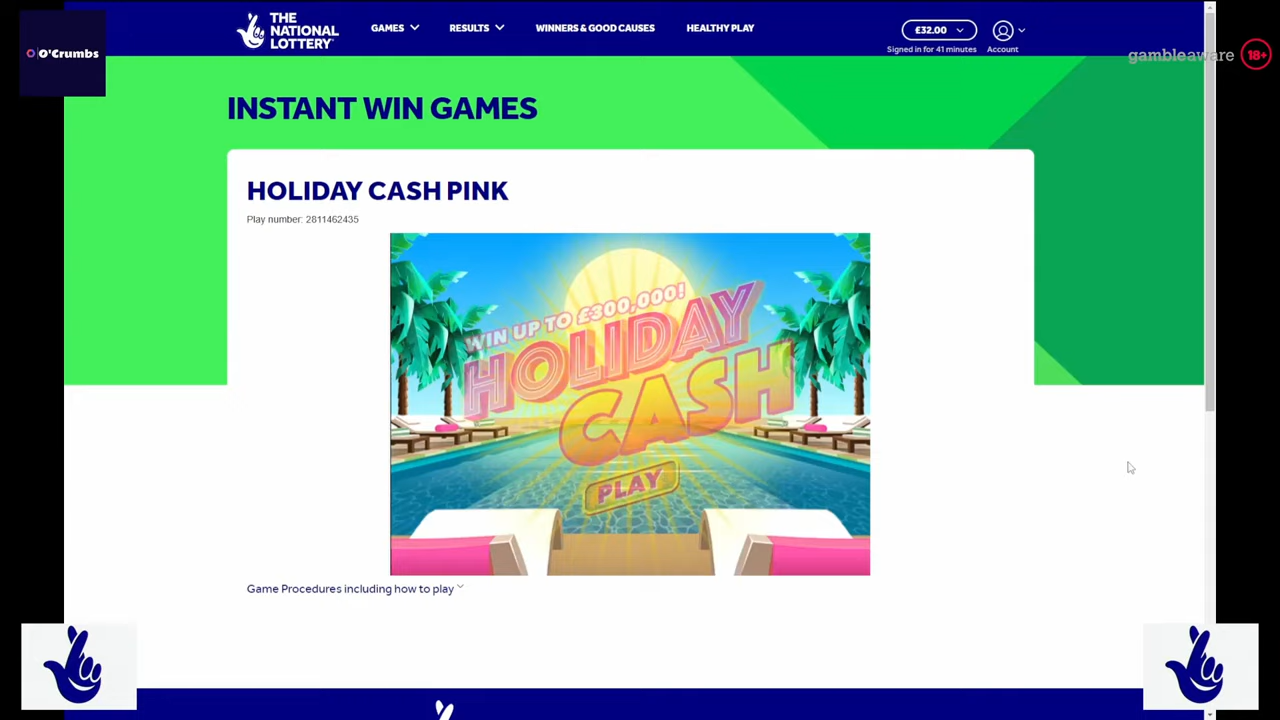 O'Crumbs
THE
NATIONAL
LOTTERY
GAMES
RESULTS
WINNERS & GOOD CAUSES
HEALTHY PLAY
£32.00
Signed in for 41 minutes
Account
gambleaware 18+
INSTANT WIN GAMES
HOLIDAY CASH PINK
Play number: 2811462435
WIN UP TO £300,000!
HOLIDAY
CASH
PLAY
Game Procedures including how to play